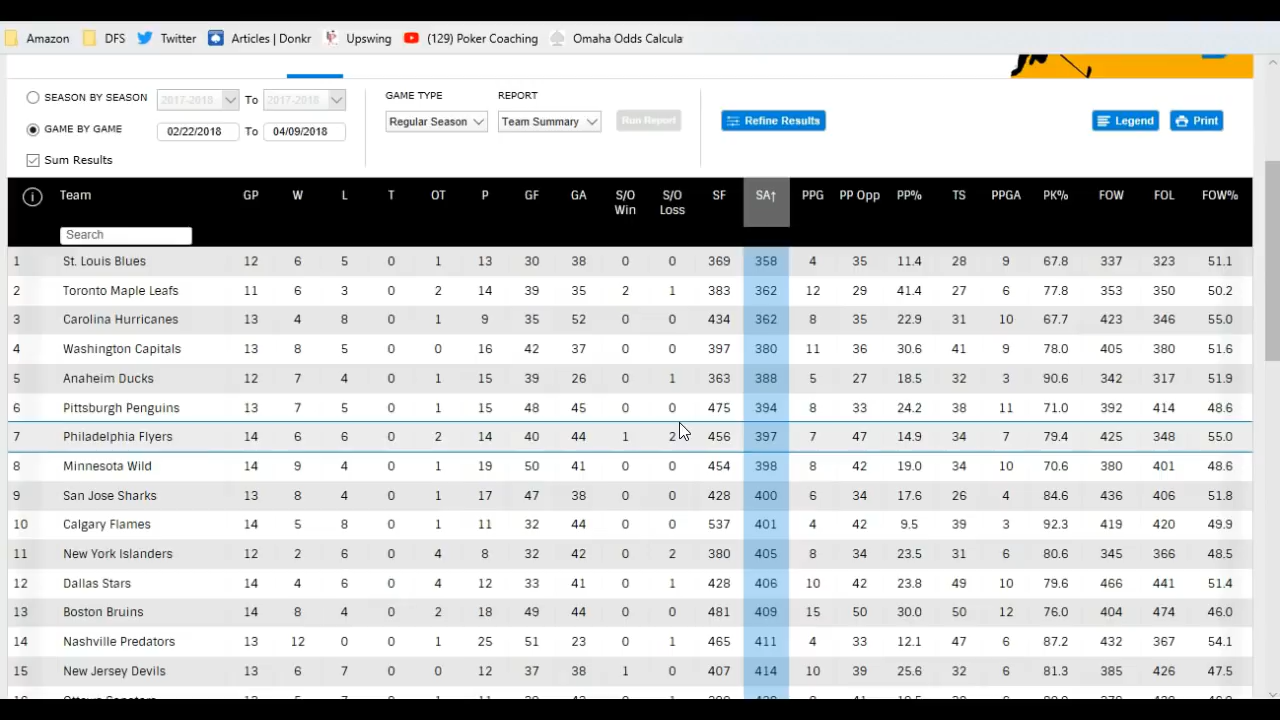 Amazon DFS Twitter Articles | Donkr Upswing (129) Poker Coaching Omaha Odds Calcula
SEASON BY SEASON 2017-2018 To 2017-2018 GAME TYPE REPORT
GAME BY GAME 02/22/2018 To 04/09/2018 Regular Season Team Summary Run Report Refine Results Legend Print
Sum Results
Team GP W L T OT P GF GA S/O Win S/O Loss SF SA↑ PPG PP Opp PP% TS PPGA PK% FOW FOL FOW%
Search
1 St. Louis Blues 12 6 5 0 1 13 30 38 0 0 369 358 4 35 11.4 28 9 67.8 337 323 51.1
2 Toronto Maple Leafs 11 6 3 0 2 14 39 35 2 1 383 362 12 29 41.4 27 6 77.8 353 350 50.2
3 Carolina Hurricanes 13 4 8 0 1 9 35 52 0 0 434 362 8 35 22.9 31 10 67.7 423 346 55.0
4 Washington Capitals 13 8 5 0 0 16 42 37 0 0 397 380 11 36 30.6 41 9 78.0 405 380 51.6
5 Anaheim Ducks 12 7 4 0 1 15 39 26 0 1 363 388 5 27 18.5 32 3 90.6 342 317 51.9
6 Pittsburgh Penguins 13 7 5 0 1 15 48 45 0 0 475 394 8 33 24.2 38 11 71.0 392 414 48.6
7 Philadelphia Flyers 14 6 6 0 2 14 40 44 1 2 456 397 7 47 14.9 34 7 79.4 425 348 55.0
8 Minnesota Wild 14 9 4 0 1 19 50 41 0 0 454 398 8 42 19.0 34 10 70.6 380 401 48.6
9 San Jose Sharks 13 8 4 0 1 17 47 38 0 0 428 400 6 34 17.6 26 4 84.6 436 406 51.8
10 Calgary Flames 14 5 8 0 1 11 32 44 0 0 537 401 4 42 9.5 39 3 92.3 419 420 49.9
11 New York Islanders 12 2 6 0 4 8 32 42 0 2 380 405 8 34 23.5 31 6 80.6 345 366 48.5
12 Dallas Stars 14 4 6 0 4 12 33 41 0 1 428 406 10 42 23.8 49 10 79.6 466 441 51.4
13 Boston Bruins 14 8 4 0 2 18 49 44 0 0 481 409 15 50 30.0 50 12 76.0 404 474 46.0
14 Nashville Predators 13 12 0 0 1 25 51 23 0 1 465 411 4 33 12.1 47 6 87.2 432 367 54.1
15 New Jersey Devils 13 6 7 0 0 12 37 38 1 0 407 414 10 39 25.6 32 6 81.3 385 426 47.5